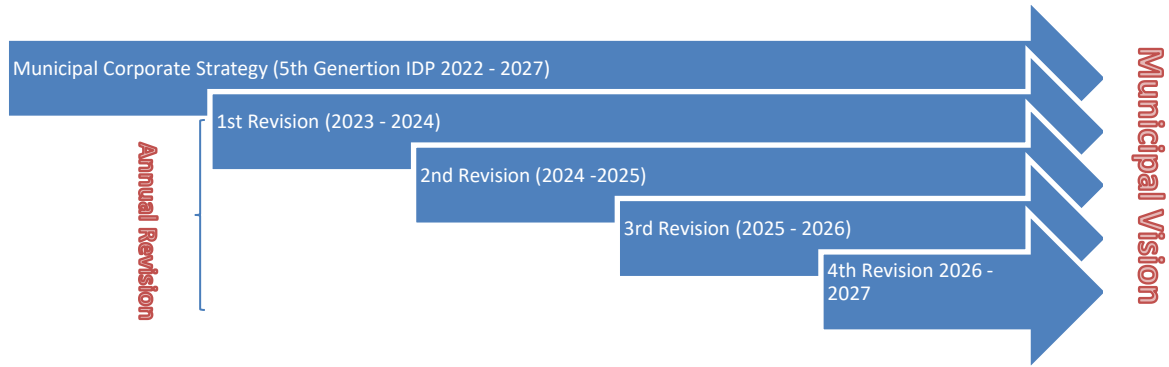 Municipal Corporate Strategy (5th Genertion IDP 2022 - 2027)
1st Revision (2023 - 2024)
2nd Revision (2024 -2025)
3rd Revision (2025 - 2026)
4th Revision 2026 -
2027
Annual Revision
Municipal Vision